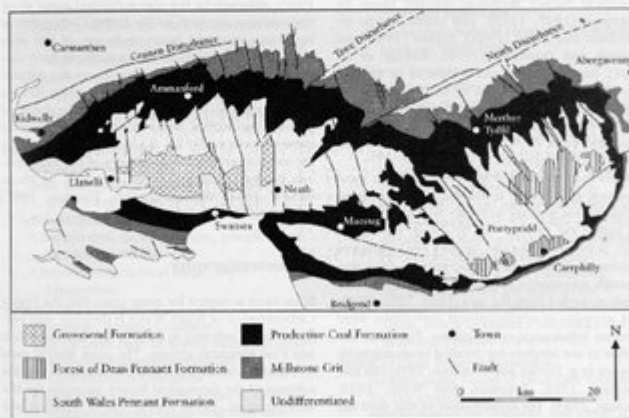 Carmarthen
Cronen Disturbance
Tawe Disturbance
Neath Disturbance
Abergavenny
Ammanford
Kidwelly
Merthyr
Tydfil
Llanelli
Neath
Swansea
Maesteg
Pontypridd
Caerphilly
Bridgend
Grovesend Formation
Productive Coal Formation
Town
N
Forest of Dean Pennant Formation
Millstone Grit
Fault
South Wales Pennant Formation
Undifferentiated
0 km 20